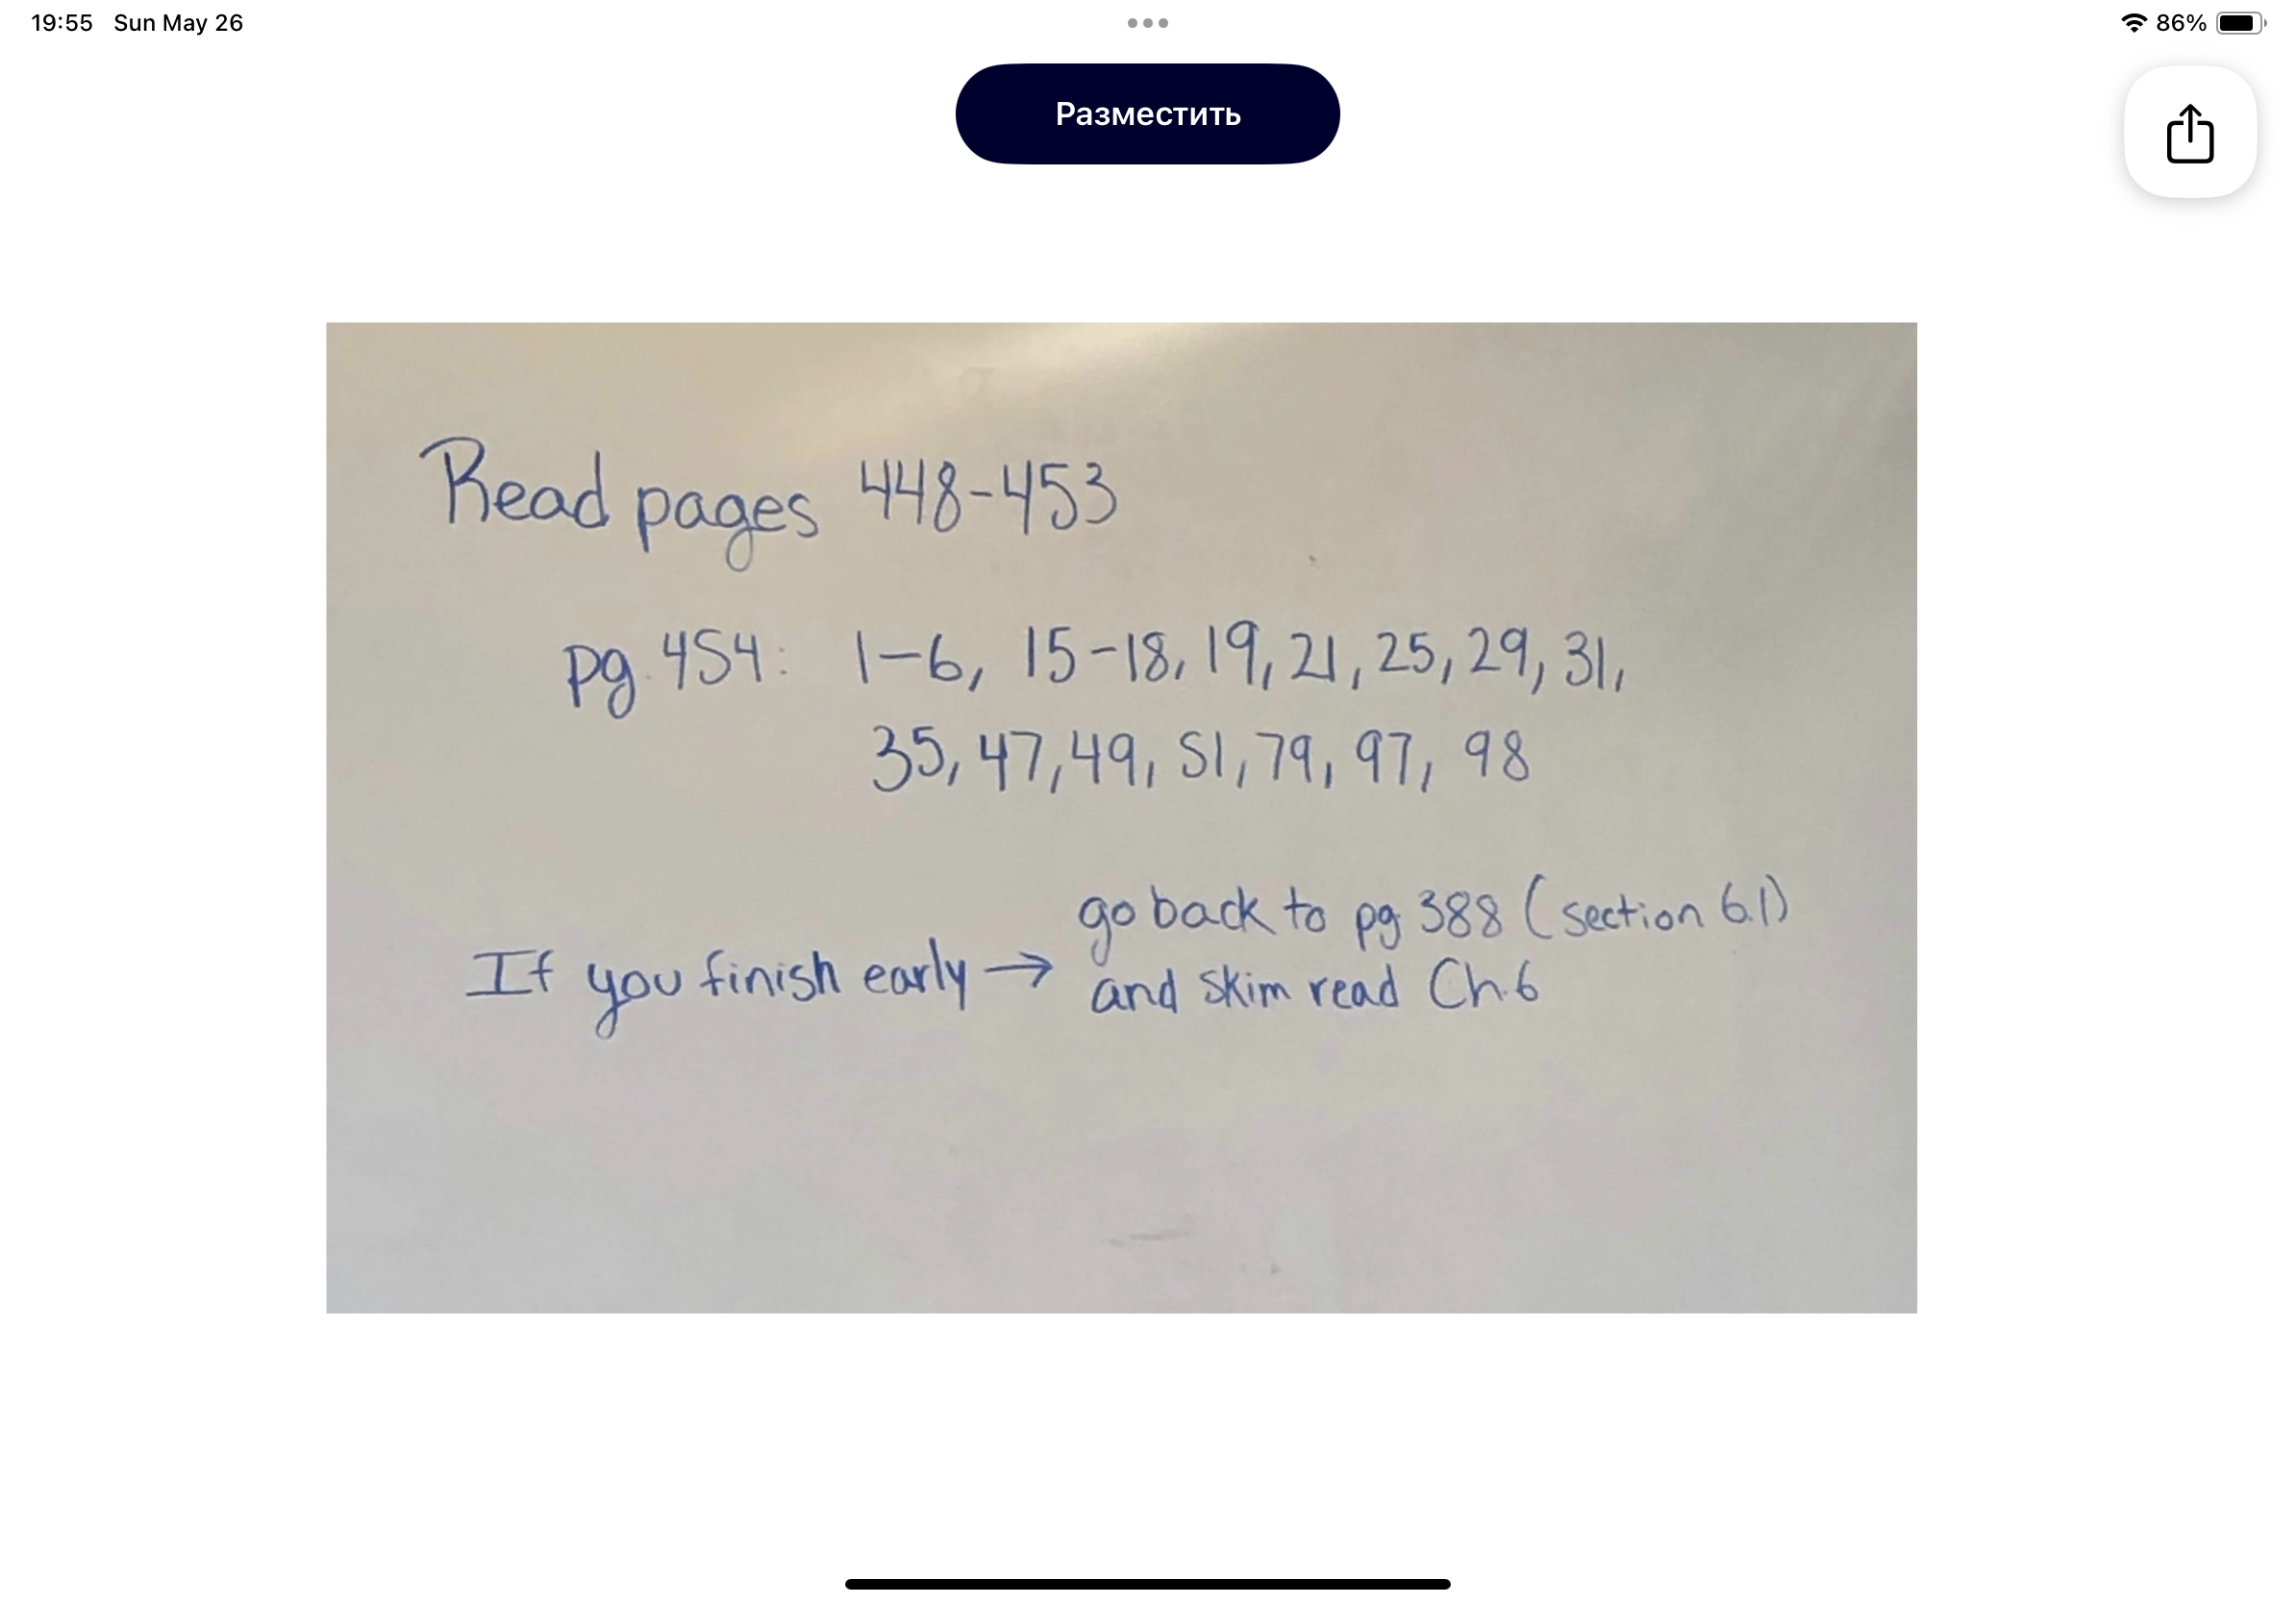 19:55 Sun May 26
86%
Разместить
Read pages 448-453
pg. 454: 1-6, 15-18, 19, 21, 25, 29, 31,
35, 47, 49, 51, 79, 97, 98
If you finish early → go back to pg 388 (section 6.1)
and skim read Ch. 6